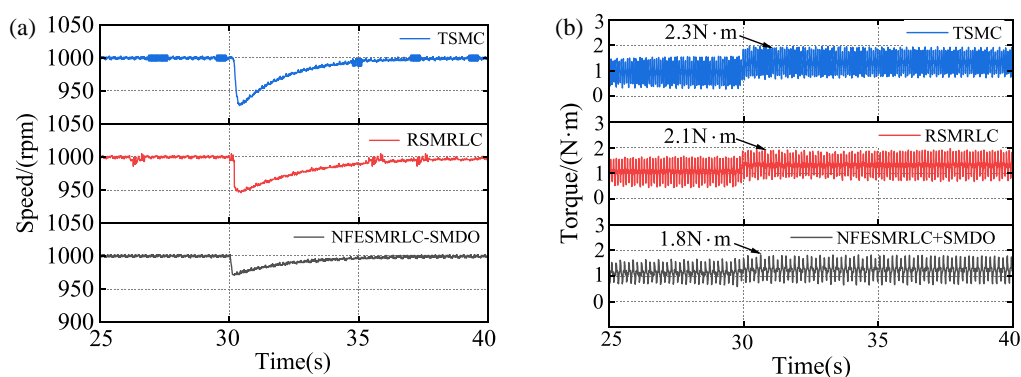 (a)
Speed/(rpm)
1050
1000
950
1050
1000
950
1050
1000
950
900
TSMC
RSMRLC
NFESMRLC-SMDO
25
30
35
40
Time(s)
(b)
Torque/(N·m)
3
2
1
0
3
2
1
0
3
2
1
0
2.3N·m
TSMC
2.1N·m
RSMRLC
1.8N·m
NFESMRLC+SMDO
25
30
35
40
Time(s)